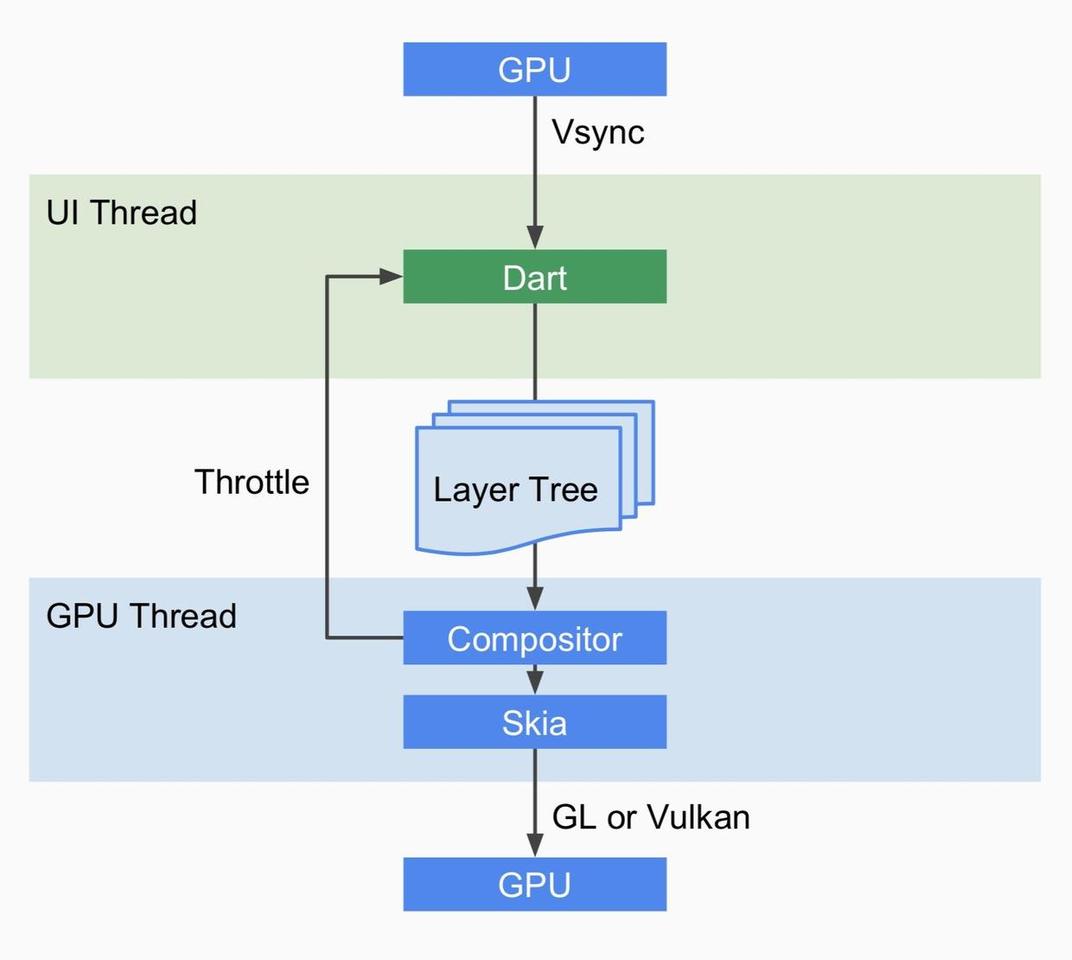 GPU
Vsync
UI Thread
Dart
Throttle
Layer Tree
GPU Thread
Compositor
Skia
GL or Vulkan
GPU